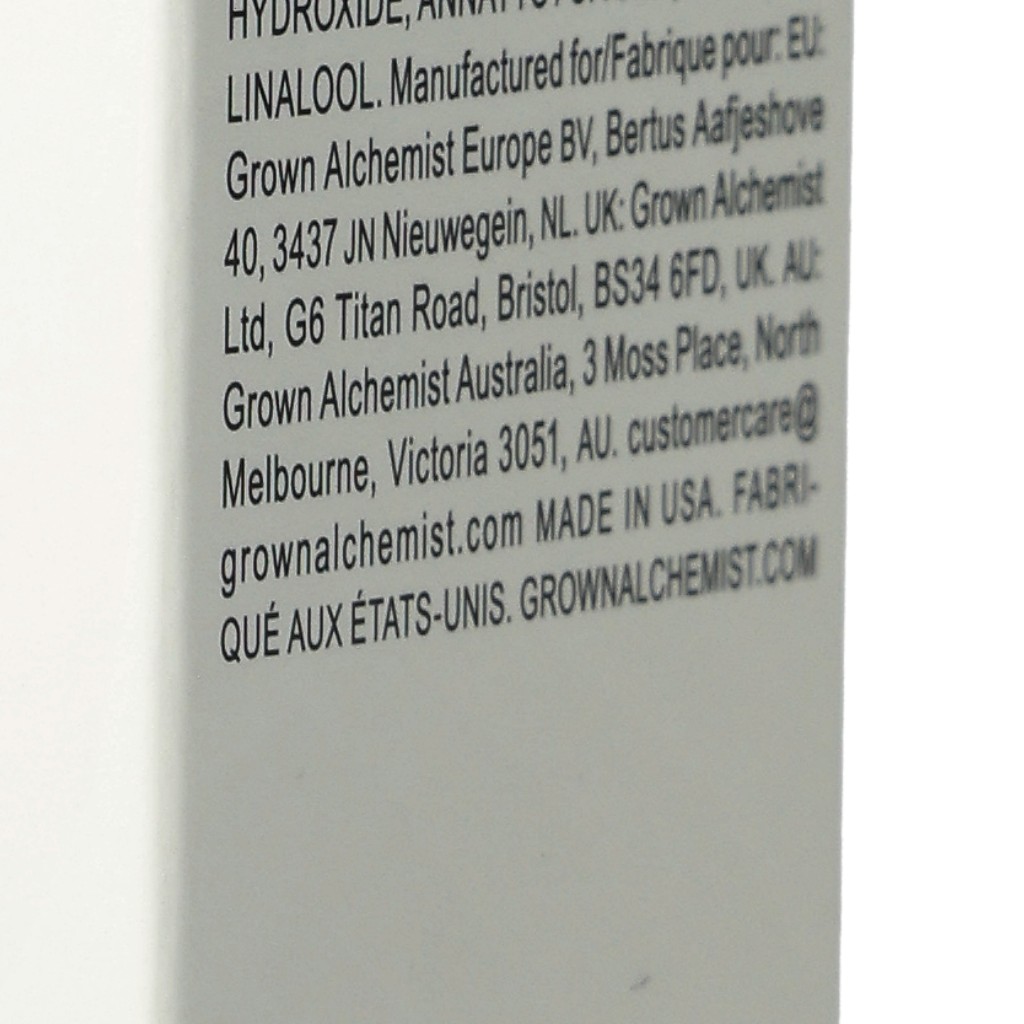 HYDROXIDE,
LINALOOL. Manufactured for/Fabrique pour: EU:
Grown Alchemist Europe BV, Bertus Aafjeshove
40, 3437 JN Nieuwegein, NL. UK: Grown Alchemist
Ltd, G6 Titan Road, Bristol, BS34 6FD, UK. AU:
Grown Alchemist Australia, 3 Moss Place, North
Melbourne, Victoria 3051, AU. customercare@
grownalchemist.com MADE IN USA. FABRI-
QUÉ AUX ÉTATS-UNIS. GROWNALCHEMIST.COM